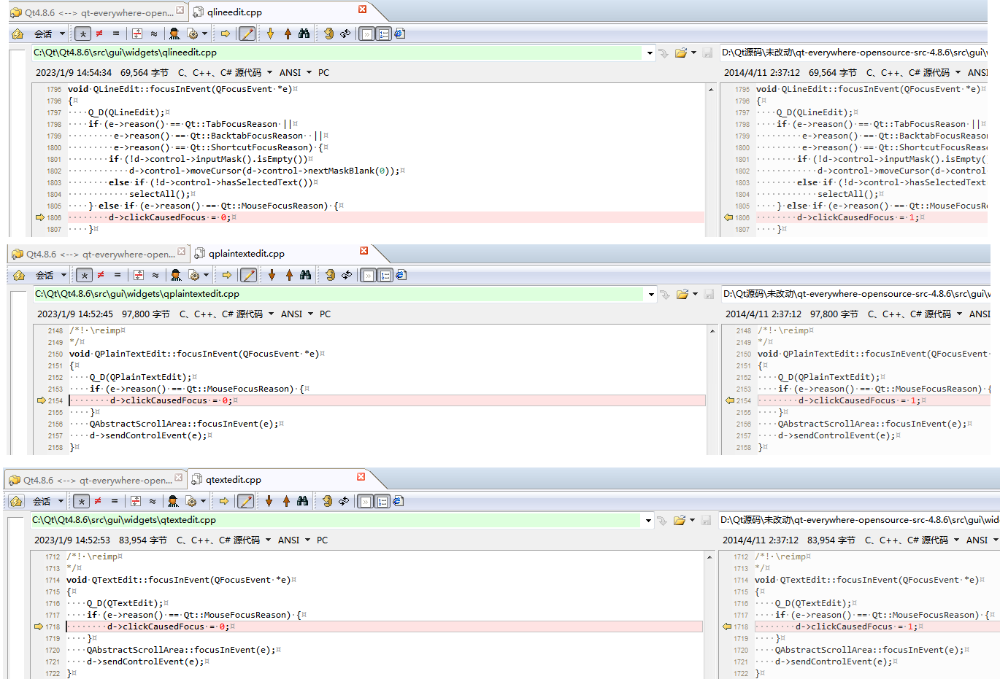 Qt4.8.6 <--> qt-everywhere-open... qlineedit.cpp
会话 * ≠ = ≈
C:\Qt\Qt4.8.6\src\gui\widgets\qlineedit.cpp D:\Qt源码\未改动\qt-everywhere-opensource-src-4.8.6\src\gui\w
2023/1/9 14:54:34 69,564 字节 C、C++、C# 源代码 ANSI PC 2014/4/11 2:37:12 69,564 字节 C、C++、C# 源代码 ANSI
1795 void·QLineEdit::focusInEvent(QFocusEvent·*e)¤ 1795 void·QLineEdit::focusInEvent(QFocusEvent·*e)¤
1796 {¤ 1796 {¤
1797 ····Q_D(QLineEdit);¤ 1797 ····Q_D(QLineEdit);¤
1798 ····if·(e->reason()·==·Qt::TabFocusReason·||¤ 1798 ····if·(e->reason()·==·Qt::TabFocusReason·||¤
1799 ·········e->reason()·==·Qt::BacktabFocusReason··||¤ 1799 ·········e->reason()·==·Qt::BacktabFocusReaso
1800 ·········e->reason()·==·Qt::ShortcutFocusReason)·{¤ 1800 ·········e->reason()·==·Qt::ShortcutFocusReas
1801 ········if·(!d->control->inputMask().isEmpty())¤ 1801 ········if·(!d->control->inputMask().isEmpty(
1802 ············d->control->moveCursor(d->control->nextMaskBlank(0));¤ 1802 ············d->control->moveCursor(d->control
1803 ········else·if·(!d->control->hasSelectedText())¤ 1803 ········else·if·(!d->control->hasSelectedText
1804 ············selectAll();¤ 1804 ············selectAll();¤
1805 ····}·else·if·(e->reason()·==·Qt::MouseFocusReason)·{¤ 1805 ····}·else·if·(e->reason()·==·Qt::MouseFocusR
1806 ········d->clickCausedFocus·=·0;¤ 1806 ········d->clickCausedFocus·=·1;¤
1807 ····}¤ 1807 ····}¤
Qt4.8.6 <--> qt-everywhere-open... qplaintextedit.cpp
会话 * ≠ = ≈
C:\Qt\Qt4.8.6\src\gui\widgets\qplaintextedit.cpp D:\Qt源码\未改动\qt-everywhere-opensource-src-4.8.6\src\gui\w
2023/1/9 14:52:45 97,800 字节 C、C++、C# 源代码 ANSI PC 2014/4/11 2:37:12 97,800 字节 C、C++、C# 源代码 ANSI
2148 /*!·\reimp¤ 2148 /*!·\reimp¤
2149 */¤ 2149 */¤
2150 void·QPlainTextEdit::focusInEvent(QFocusEvent·*e)¤ 2150 void·QPlainTextEdit::focusInEvent(QFocusEvent·
2151 {¤ 2151 {¤
2152 ····Q_D(QPlainTextEdit);¤ 2152 ····Q_D(QPlainTextEdit);¤
2153 ····if·(e->reason()·==·Qt::MouseFocusReason)·{¤ 2153 ····if·(e->reason()·==·Qt::MouseFocusReason)·{¤
2154 ········d->clickCausedFocus·=·0;¤ 2154 ········d->clickCausedFocus·=·1;¤
2155 ····}¤ 2155 ····}¤
2156 ····QAbstractScrollArea::focusInEvent(e);¤ 2156 ····QAbstractScrollArea::focusInEvent(e);¤
2157 ····d->sendControlEvent(e);¤ 2157 ····d->sendControlEvent(e);¤
2158 }¤ 2158 }¤
Qt4.8.6 <--> qt-everywhere-open... qtextedit.cpp
会话 * ≠ = ≈
C:\Qt\Qt4.8.6\src\gui\widgets\qtextedit.cpp D:\Qt源码\未改动\qt-everywhere-opensource-src-4.8.6\src\gui\wid
2023/1/9 14:52:53 83,954 字节 C、C++、C# 源代码 ANSI PC 2014/4/11 2:37:12 83,954 字节 C、C++、C# 源代码 ANSI
1712 /*!·\reimp¤ 1712 /*!·\reimp¤
1713 */¤ 1713 */¤
1714 void·QTextEdit::focusInEvent(QFocusEvent·*e)¤ 1714 void·QTextEdit::focusInEvent(QFocusEvent·*e)¤
1715 {¤ 1715 {¤
1716 ····Q_D(QTextEdit);¤ 1716 ····Q_D(QTextEdit);¤
1717 ····if·(e->reason()·==·Qt::MouseFocusReason)·{¤ 1717 ····if·(e->reason()·==·Qt::MouseFocusReason)·{¤
1718 ········d->clickCausedFocus·=·0;¤ 1718 ········d->clickCausedFocus·=·1;¤
1719 ····}¤ 1719 ····}¤
1720 ····QAbstractScrollArea::focusInEvent(e);¤ 1720 ····QAbstractScrollArea::focusInEvent(e);¤
1721 ····d->sendControlEvent(e);¤ 1721 ····d->sendControlEvent(e);¤
1722 }¤ 1722 }¤